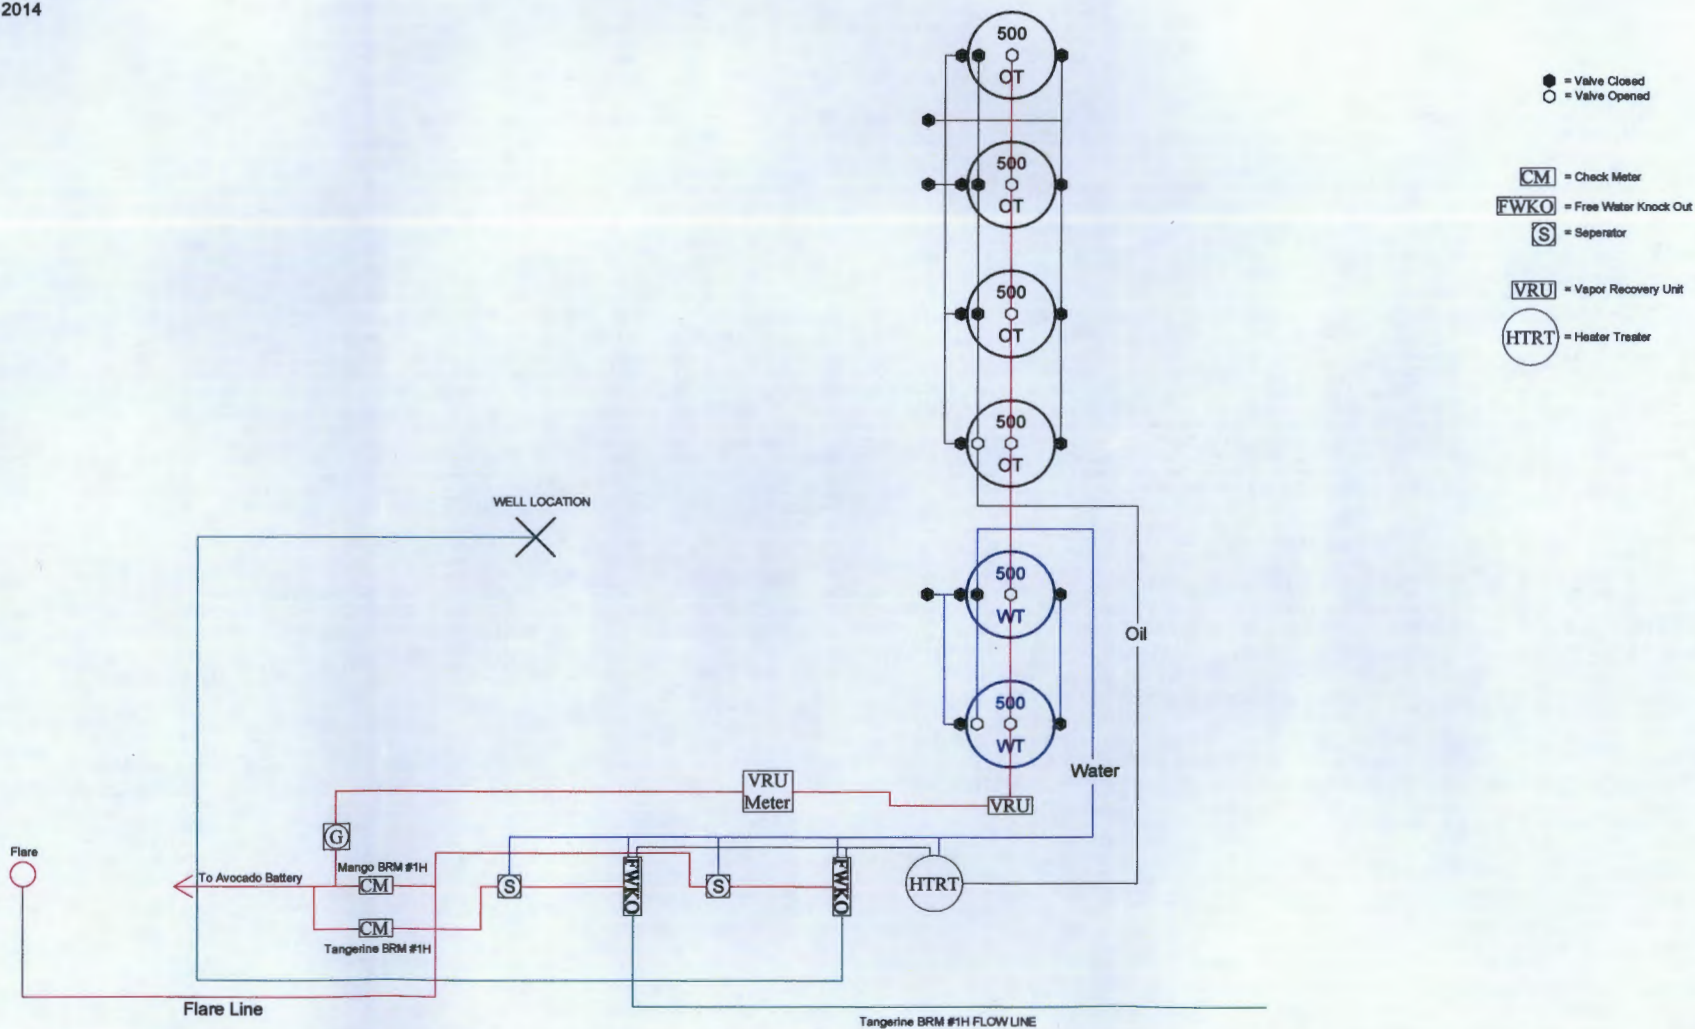 2014
500
OT
500
OT
500
OT
500
OT
= Valve Closed
= Valve Opened
CM = Check Meter
FWKO = Free Water Knock Out
S = Seperator
VRU = Vapor Recovery Unit
HTRT = Heater Treater
WELL LOCATION
500
WT
500
WT
Oil
Water
VRU
Meter
VRU
G
Flare
To Avocado Battery
Mango BRM #1H
CM
S
FWKO
S
FWKO
HTRT
CM
Tangerine BRM #1H
Flare Line
Tangerine BRM #1H FLOW LINE